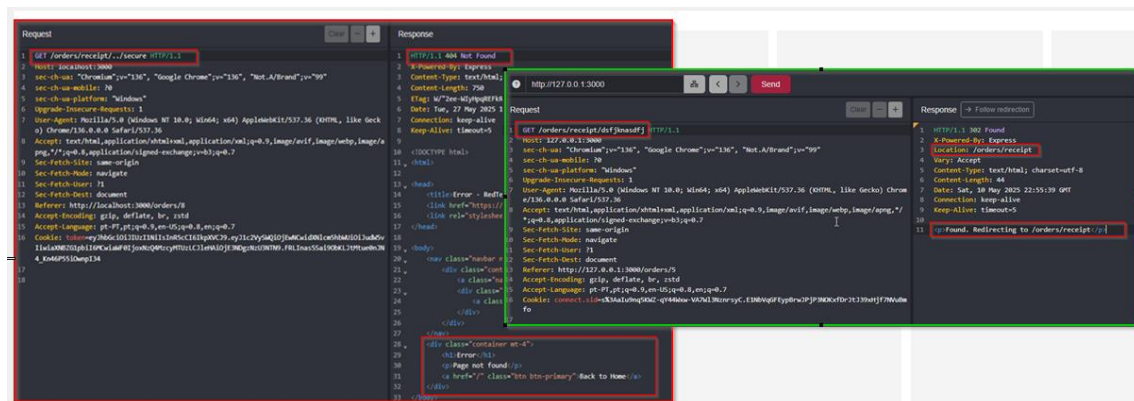 Request
Clear
1 GET /orders/receipt/../secure HTTP/1.1
2 Host: localhost:3000
3 sec-ch-ua: "Chromium";v="136", "Google Chrome";v="136", "Not.A/Brand";v="99"
4 sec-ch-ua-mobile: ?0
5 sec-ch-ua-platform: "Windows"
6 Upgrade-Insecure-Requests: 1
7 User-Agent: Mozilla/5.0 (Windows NT 10.0; Win64; x64) AppleWebKit/537.36 (KHTML, like Geck
o) Chrome/136.0.0.0 Safari/537.36
8 Accept: text/html,application/xhtml+xml,application/xml;q=0.9,image/avif,image/webp,image/a
png,*/*;q=0.8,application/signed-exchange;v=b3;q=0.7
9 Sec-Fetch-Site: same-origin
10 Sec-Fetch-Mode: navigate
11 Sec-Fetch-User: ?1
12 Sec-Fetch-Dest: document
13 Referer: http://localhost:3000/orders/
14 Accept-Encoding: gzip, deflate, br, zstd
15 Accept-Language: pt-PT,pt;q=0.9,en-US;q=0.8,en;q=0.7
16 Cookie:
17
18
Response
1 HTTP/1.1 404 Not Found
2 X-Powered-By: Express
3 Content-Type: text/html;
4 Content-Length: 750
5 ETag:
6 Date: Tue, 27 May 2025 1
7 Connection: keep-alive
8 Keep-Alive: timeout=5
9
10 <!DOCTYPE html>
11 <html>
12
13 <head>
14 <title>Error - RedTe
15 <link href="https://
16 <link rel="styleshee
17 </head>
18
19 <body>
20 <nav class="navbar n
21 <div class="cont
22 <a class="na
23 <div class="
24 <a class
25 </div>
26 </div>
27 </nav>
28 <div class="container mt-4">
29 <h1>Error</h1>
30 <p>Page not found</p>
31 <a href="/" class="btn btn-primary">Back to Home</a>
32 </div>
33 </body>
http://127.0.0.1:3000
Send
Request
Clear
1 GET /orders/receipt/dsfjknasdfj HTTP/1.1
2 Host: 127.0.0.1:3000
3 sec-ch-ua: "Chromium";v="136", "Google Chrome";v="136", "Not.A/Brand";v="99"
4 sec-ch-ua-mobile: ?0
5 sec-ch-ua-platform: "Windows"
6 Upgrade-Insecure-Requests: 1
7 User-Agent: Mozilla/5.0 (Windows NT 10.0; Win64; x64) AppleWebKit/537.36 (KHTML, like Gecko) Chrom
e/136.0.0.0 Safari/537.36
8 Accept: text/html,application/xhtml+xml,application/xml;q=0.9,image/avif,image/webp,image/apng,*/
*;q=0.8,application/signed-exchange;v=b3;q=0.7
9 Sec-Fetch-Site: same-origin
10 Sec-Fetch-Mode: navigate
11 Sec-Fetch-User: ?1
12 Sec-Fetch-Dest: document
13 Referer: http://127.0.0.1:3000/orders/5
14 Accept-Encoding: gzip, deflate, br, zstd
15 Accept-Language: pt-PT,pt;q=0.9,en-US;q=0.8,en;q=0.7
16 Cookie:
fo
17
Response
Follow redirection
1 HTTP/1.1 302 Found
2 X-Powered-By: Express
3 Location: /orders/receipt
4 Vary: Accept
5 Content-Type: text/html; charset=utf-8
6 Content-Length: 44
7 Date: Sat, 10 May 2025 22:55:39 GMT
8 Connection: keep-alive
9 Keep-Alive: timeout=5
10
11 <p>Found. Redirecting to /orders/receipt</p>